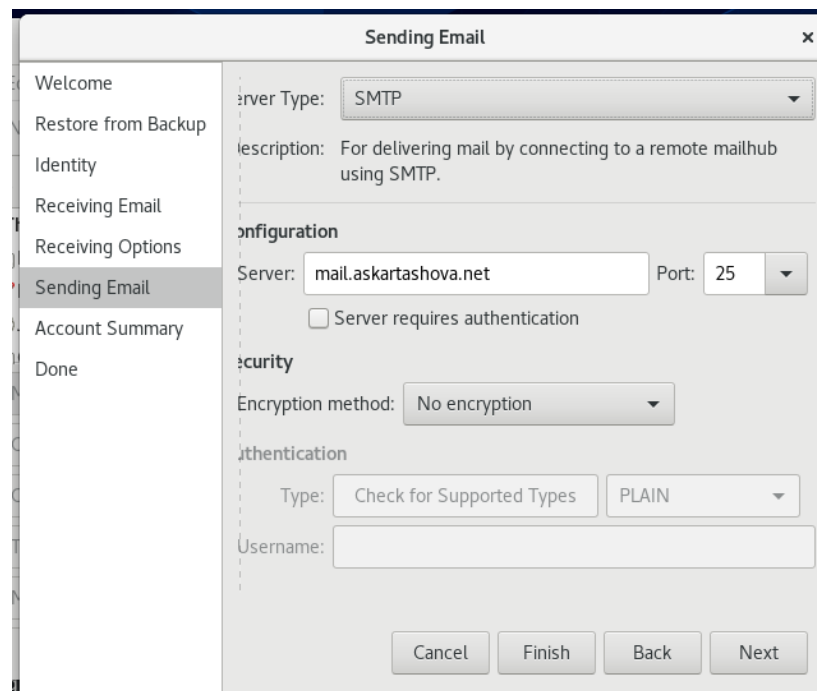 Sending Email
Welcome
Restore from Backup
Identity
Receiving Email
Receiving Options
Sending Email
Account Summary
Done
erver Type: SMTP
escription: For delivering mail by connecting to a remote mailhub
using SMTP.
onfiguration
Server: mail.askartashova.net Port: 25
Server requires authentication
ecurity
Encryption method: No encryption
uthentication
Type: Check for Supported Types PLAIN
Username:
Cancel Finish Back Next